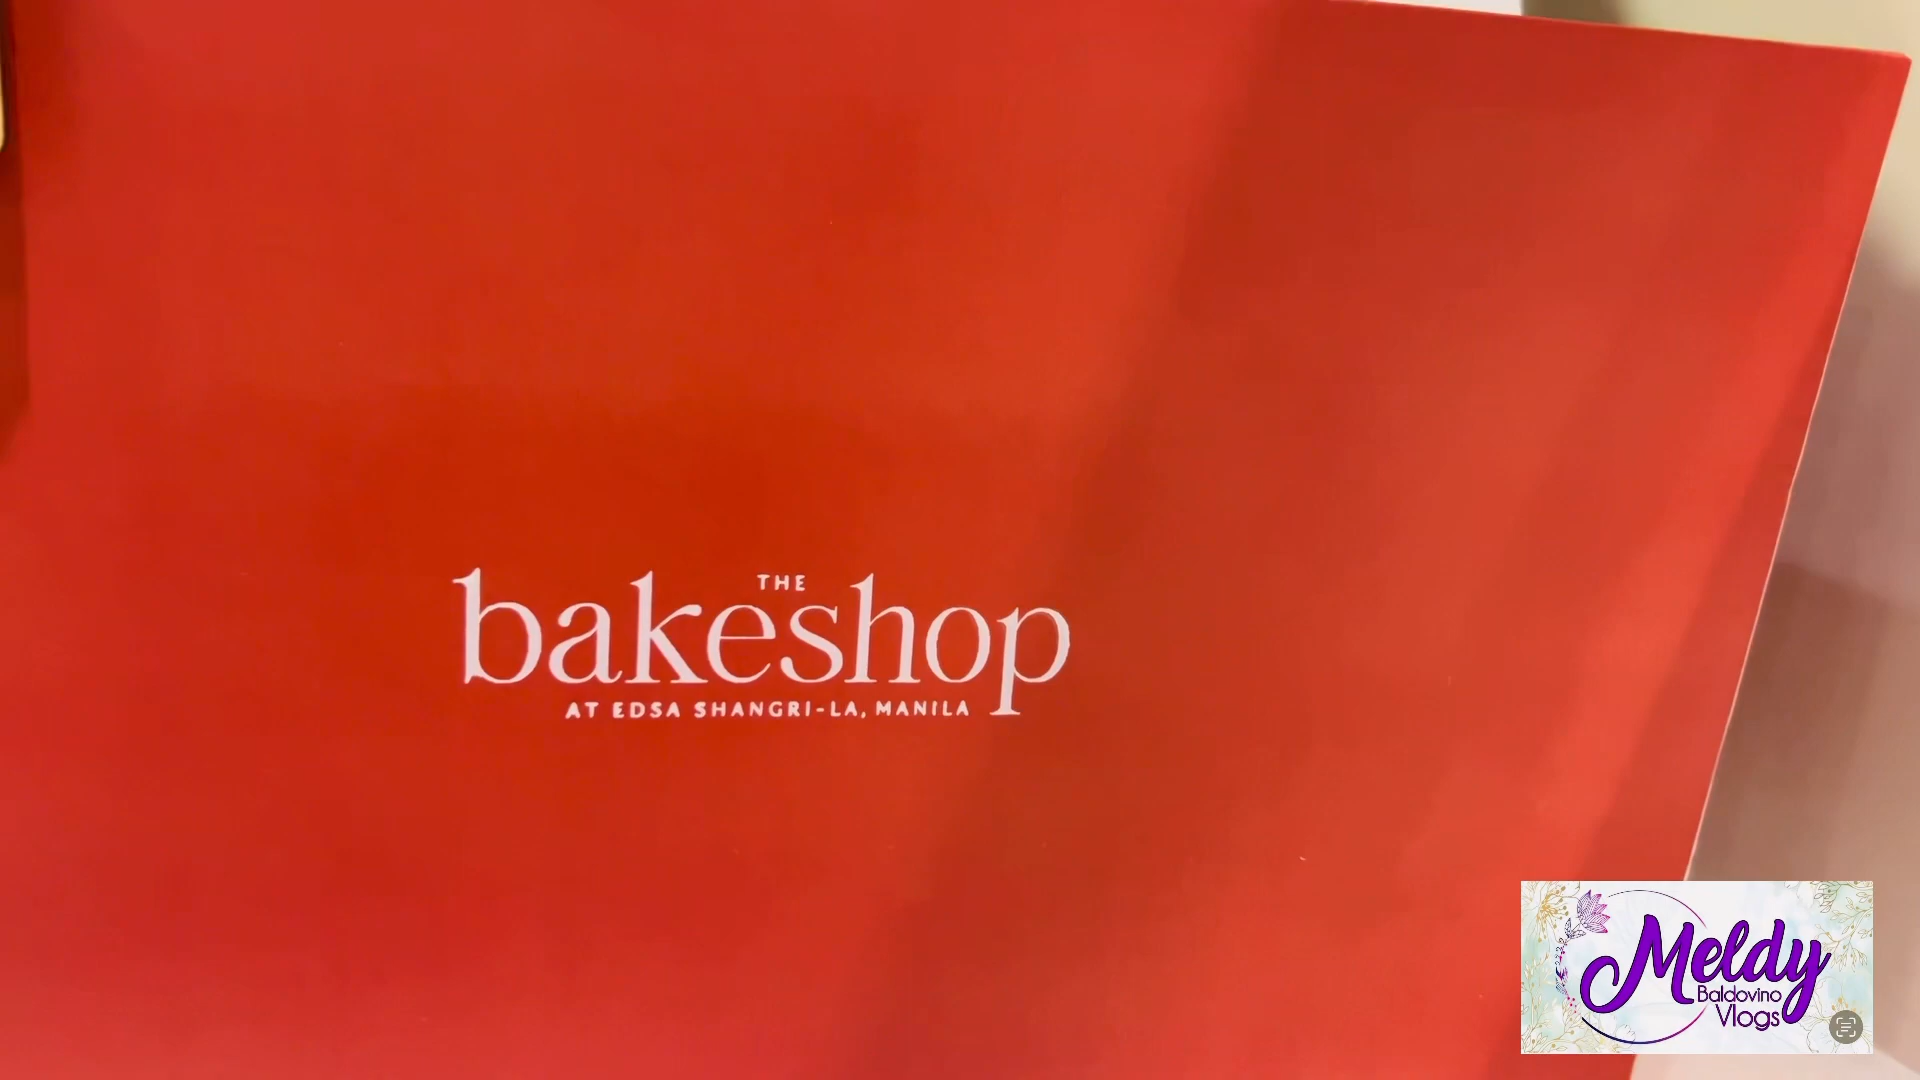 THE
bakeshop
AT EDSA SHANGRI-LA, MANILA
Meldy
Baldovino
Vlogs